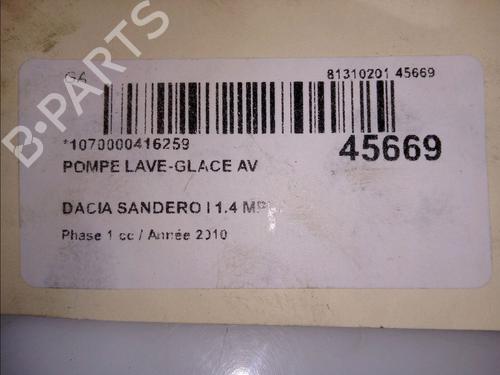 GA 81310201 45669
*1070000416259 45669
POMPE LAVE-GLACE AV
DACIA SANDERO I 1.4 MPI
Phase 1 cc / Année 2010
B-PARTS